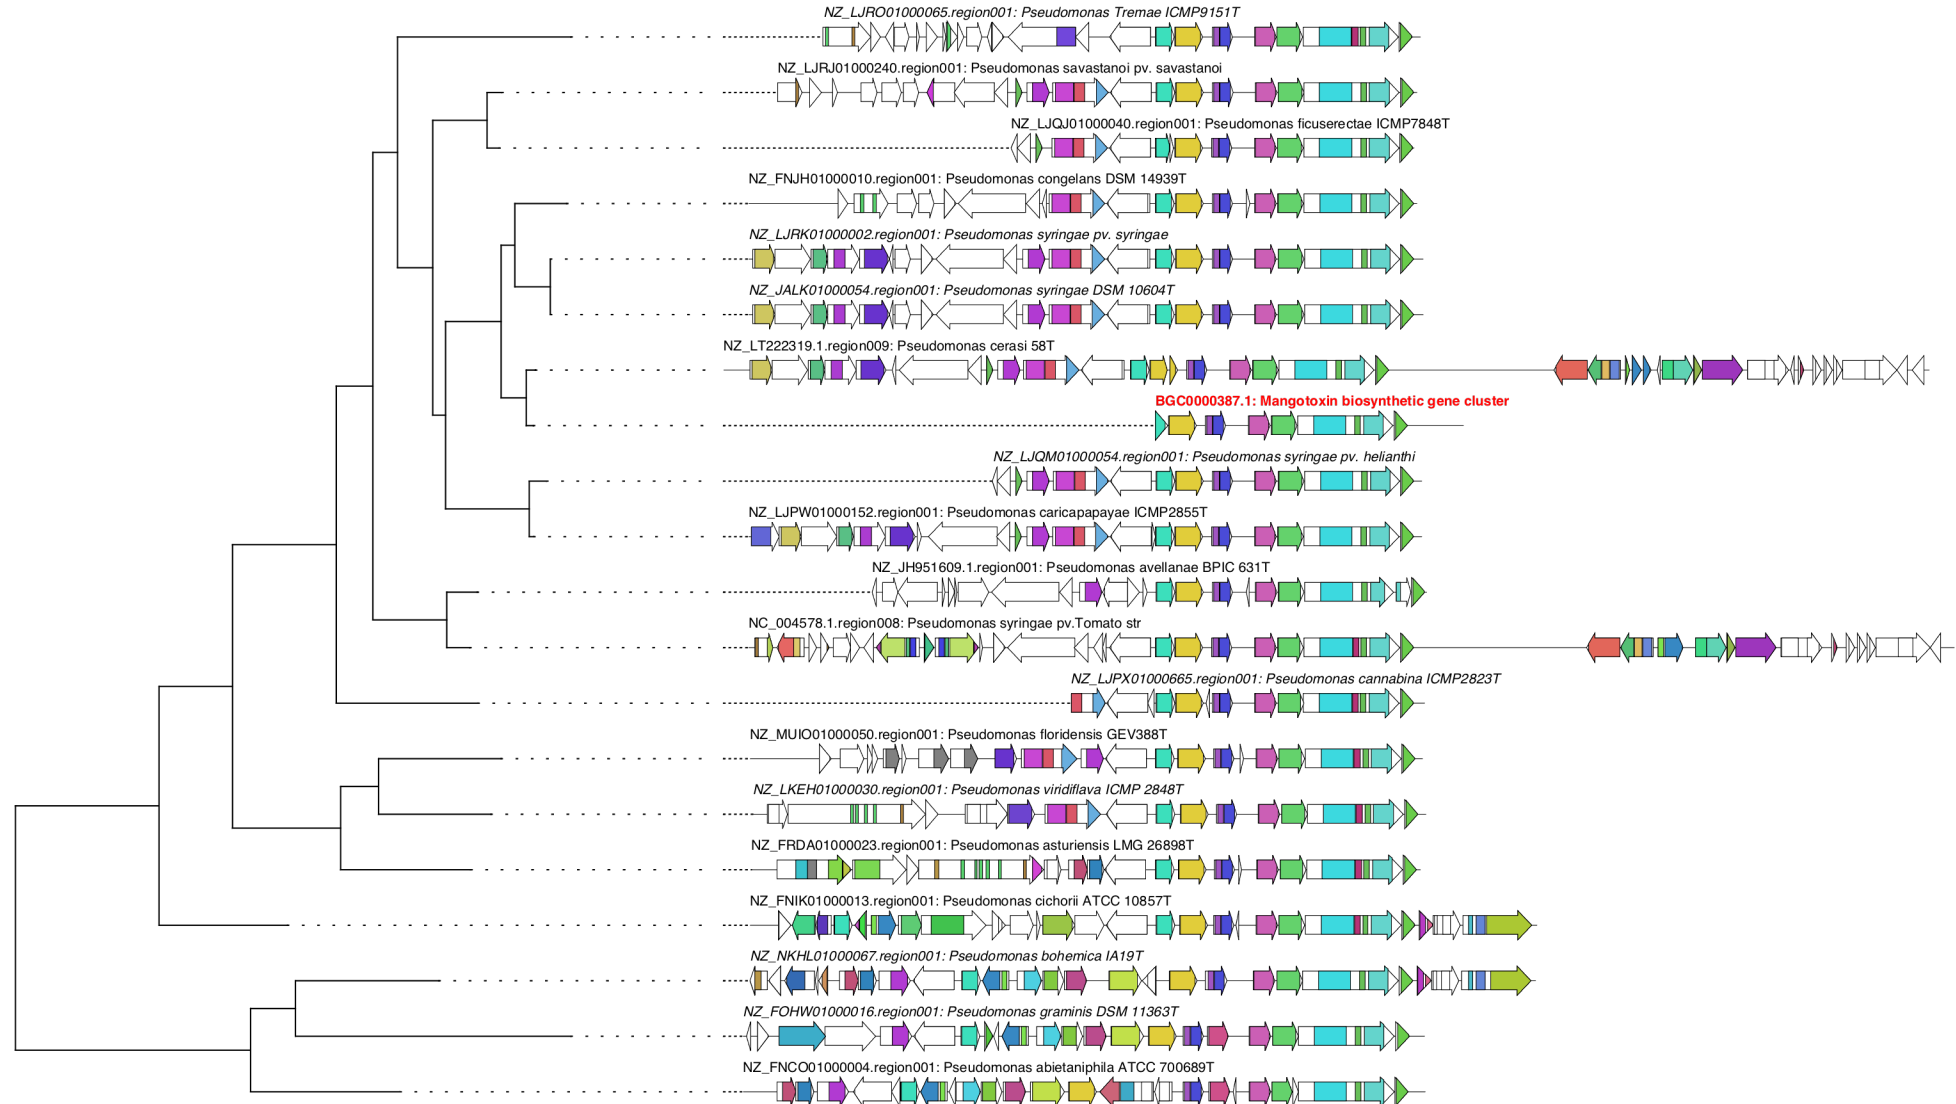 NZ_LJRO01000065.region001: Pseudomonas Tremae ICMP9151T
NZ_LJRJ01000240.region001: Pseudomonas savastanoi pv. savastanoi
NZ_LJQJ01000040.region001: Pseudomonas ficuserectae ICMP7848T
NZ_FNJH01000010.region001: Pseudomonas congelans DSM 14939T
NZ_LJRK01000002.region001: Pseudomonas syringae pv. syringae
NZ_JALK01000054.region001: Pseudomonas syringae DSM 10604T
NZ_LT222319.1.region009: Pseudomonas cerasi 58T
BGC0000387.1: Mangotoxin biosynthetic gene cluster
NZ_LJQM01000054.region001: Pseudomonas syringae pv. helianthi
NZ_LJPW01000152.region001: Pseudomonas caricapapayae ICMP2855T
NZ_JH951609.1.region001: Pseudomonas avellanae BPIC 631T
NC_004578.1.region008: Pseudomonas syringae pv.Tomato str
NZ_LJPX01000665.region001: Pseudomonas cannabina ICMP2823T
NZ_MUIO01000050.region001: Pseudomonas floridensis GEV388T
NZ_LKEH01000030.region001: Pseudomonas viridiflava ICMP 2848T
NZ_FRDA01000023.region001: Pseudomonas asturiensis LMG 26898T
NZ_FNIK01000013.region001: Pseudomonas cichorii ATCC 10857T
NZ_NKHL01000067.region001: Pseudomonas bohemica IA19T
NZ_FOHW01000016.region001: Pseudomonas graminis DSM 11363T
NZ_FNCO01000004.region001: Pseudomonas abietaniphila ATCC 700689T